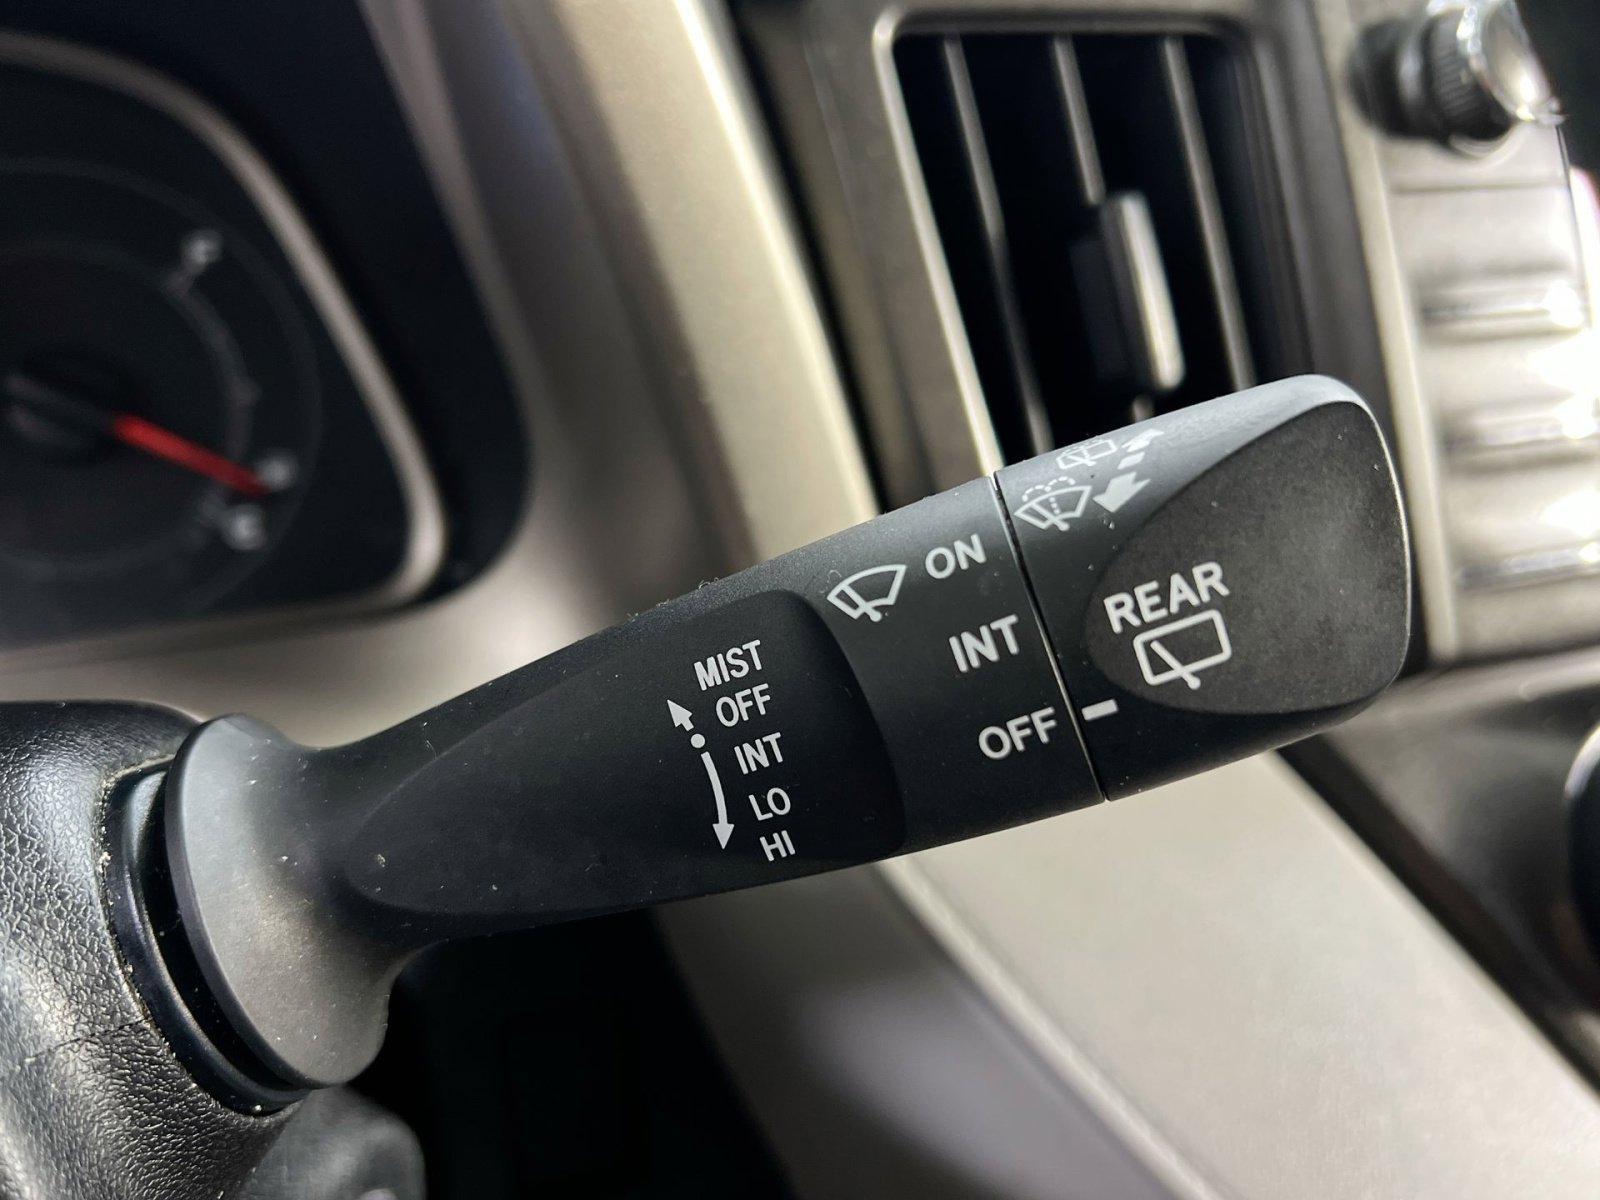 MIST
OFF
INT
LO
HI
ON
INT
OFF
REAR